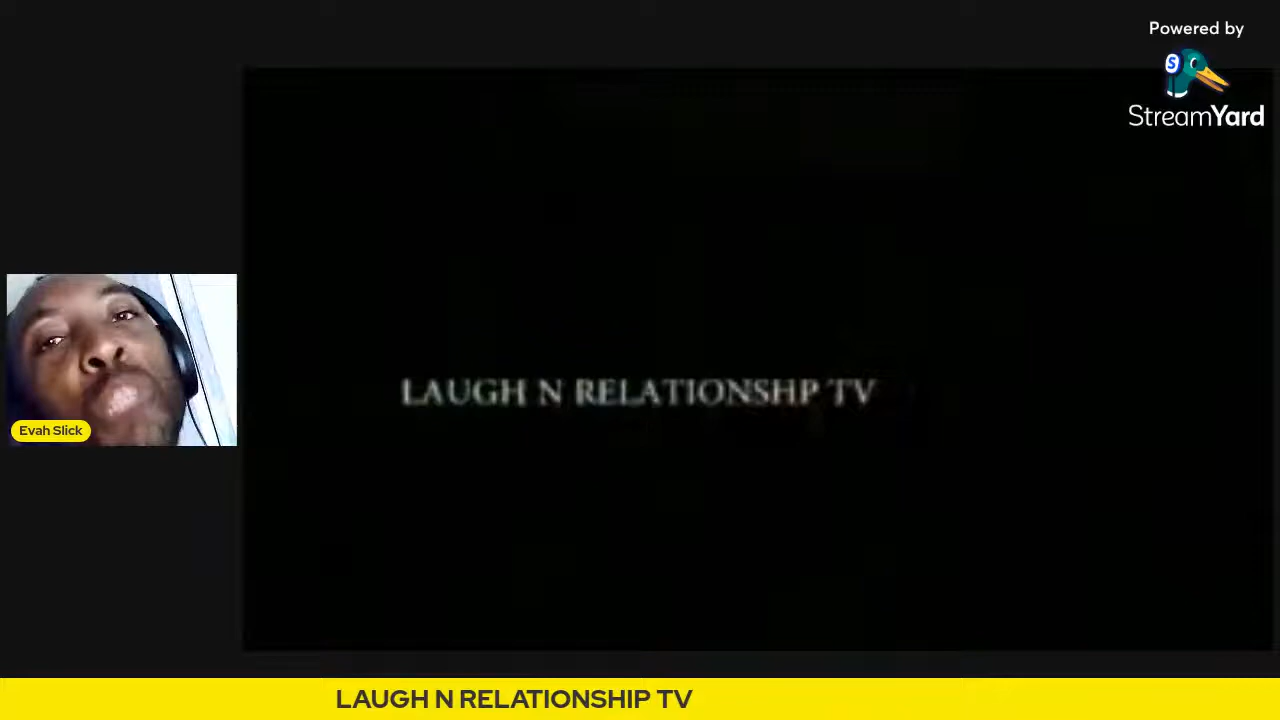 Powered by
S
StreamYard
LAUGH N RELATIONSHP TV
Evah Slick
LAUGH N RELATIONSHIP TV